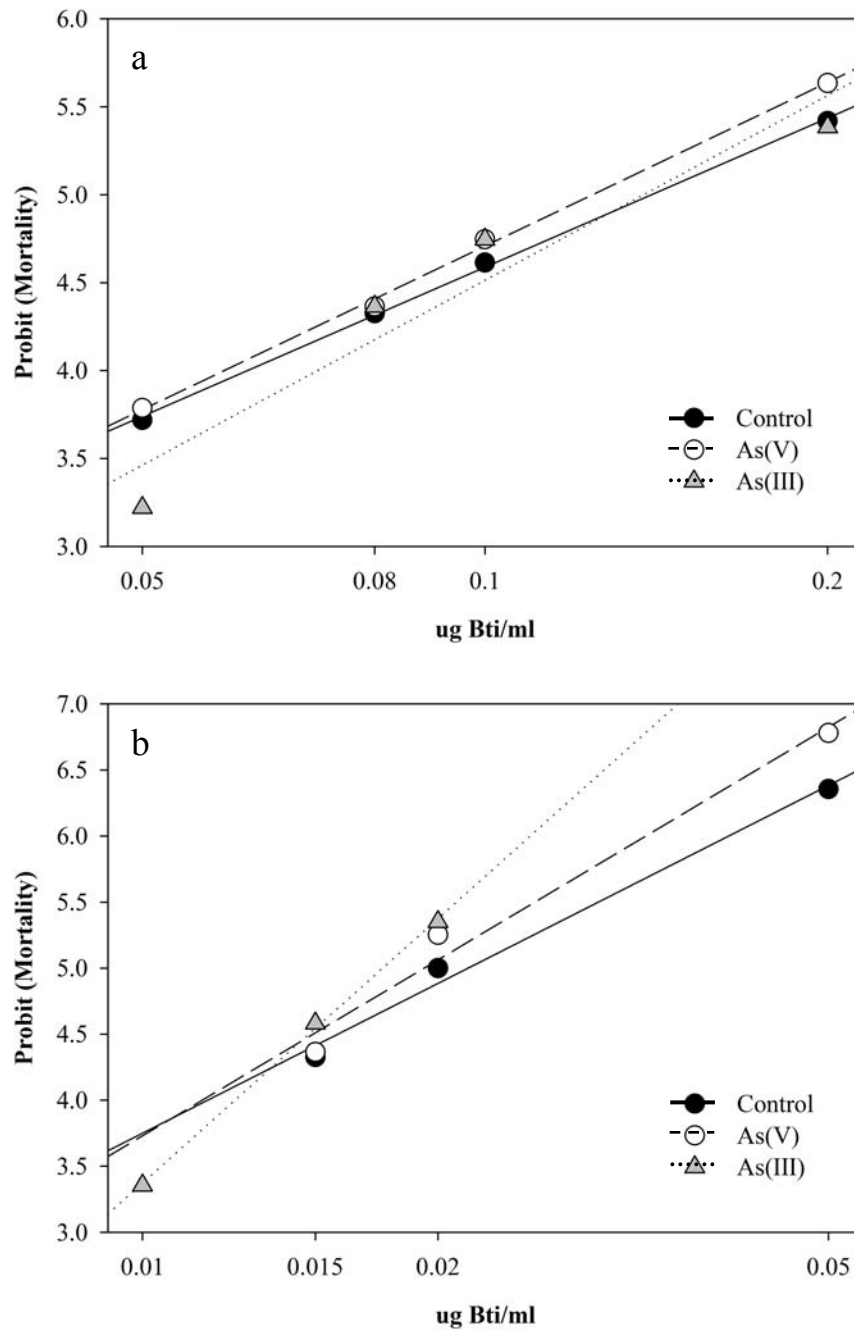 a
6.0
5.5
5.0
4.5
4.0
3.5
3.0
Probit (Mortality)
Control
As(V)
As(III)
0.05 0.08 0.1 0.2
ug Bti/ml
b
7.0
6.5
6.0
5.5
5.0
4.5
4.0
3.5
3.0
Probit (Mortality)
Control
As(V)
As(III)
0.01 0.015 0.02 0.05
ug Bti/ml